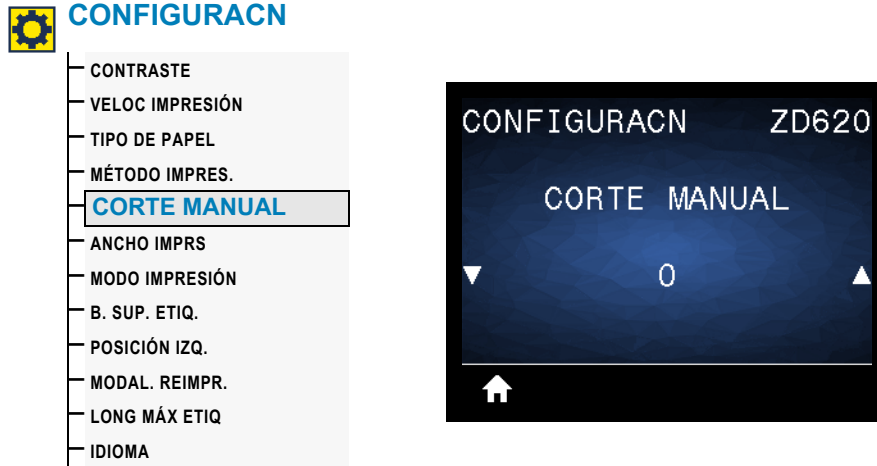 CONFIGURACN
CONTRASTE
VELOC IMPRESIÓN
TIPO DE PAPEL
MÉTODO IMPRES.
CORTE MANUAL
ANCHO IMPRS
MODO IMPRESIÓN
B. SUP. ETIQ.
POSICIÓN IZQ.
MODAL. REIMPR.
LONG MÁX ETIQ
IDIOMA
CONFIGURACN ZD620
CORTE MANUAL
0